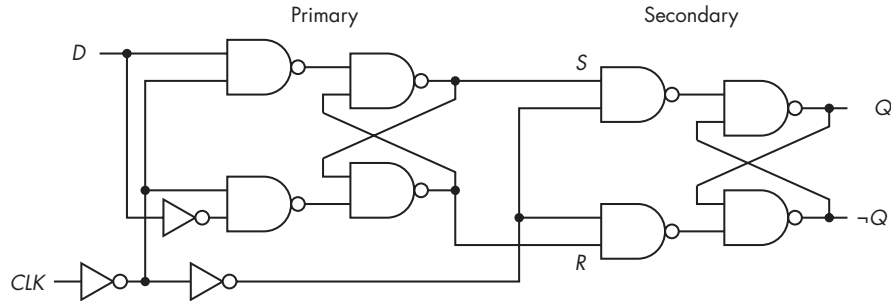 Primary
Secondary
D
S
Q
¬Q
R
CLK